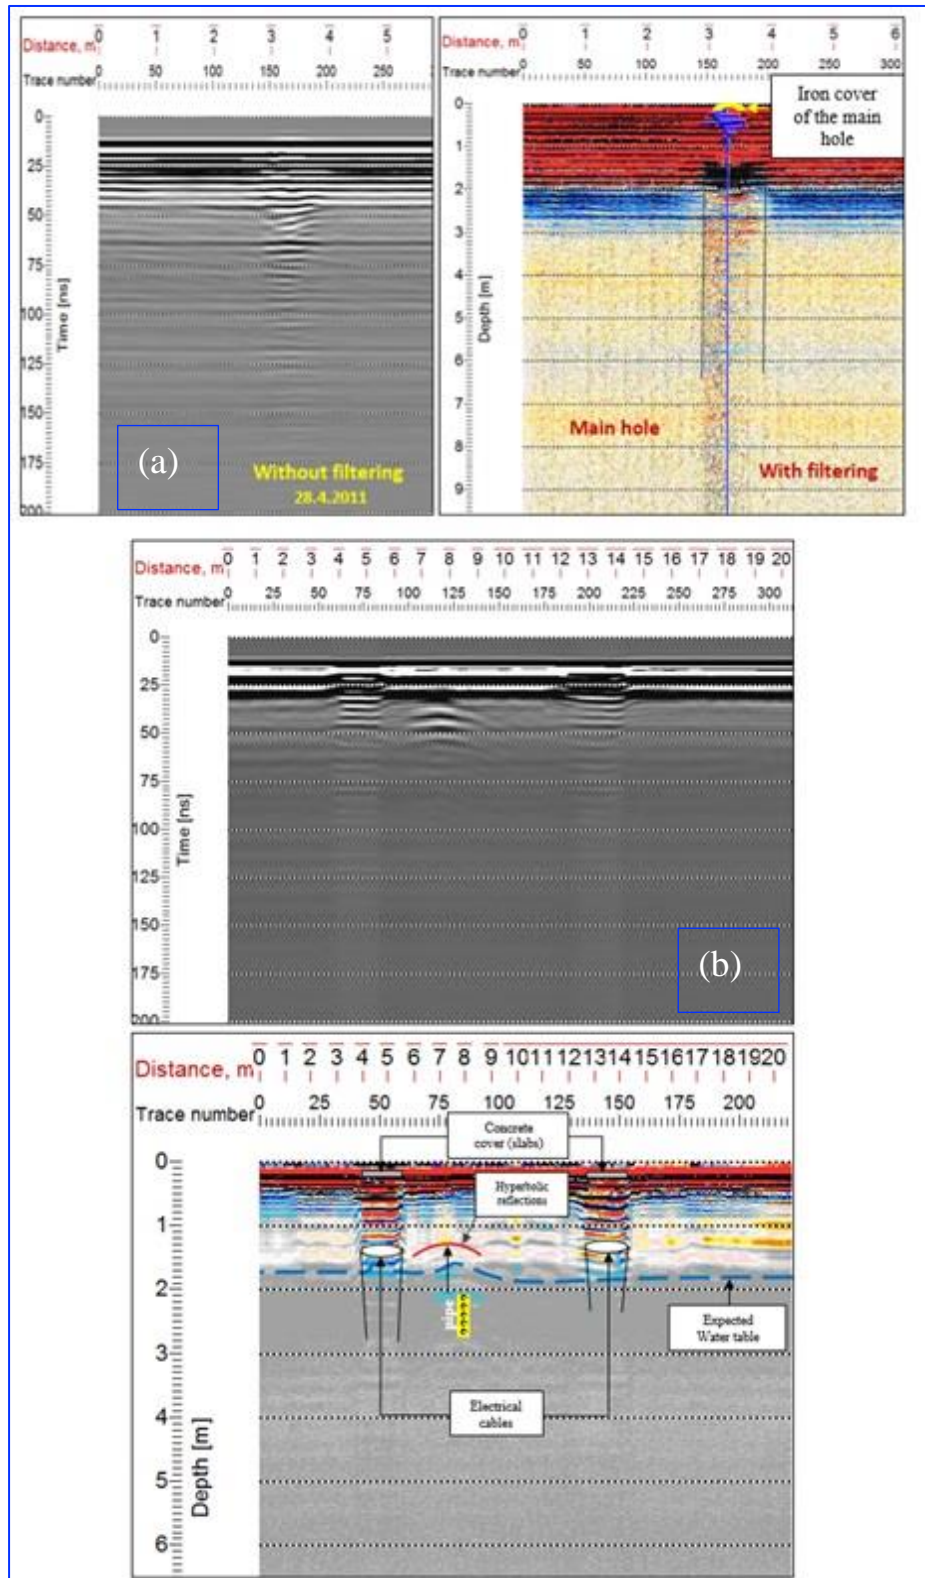 Distance, m 0 1 2 3 4 5
Trace number 0 50 100 150 200 250
0
25
50
75
100
125
150
175
200
Time [ns]
(a)
Without filtering
28.4.2011
Distance, m 0 1 2 3 4 5 6
Trace number 0 50 100 150 200 250 300
Iron cover
of the main
hole
0
1
2
3
4
5
6
7
8
9
Depth [m]
Main hole
With filtering
Distance, m 0 1 2 3 4 5 6 7 8 9 10 11 12 13 14 15 16 17 18 19 20
Trace number 0 25 50 75 100 125 150 175 200 225 250 275 300
0
25
50
75
100
125
150
175
200
Time [ns]
(b)
Distance, m 0 1 2 3 4 5 6 7 8 9 10 11 12 13 14 15 16 17 18 19 20
Trace number 0 25 50 75 100 125 150 175 200
Concrete
cover (slabs)
Hyperbolic
reflections
0
1
2
3
4
5
6
Depth [m]
pipe
Expected
Water table
Electrical
cables